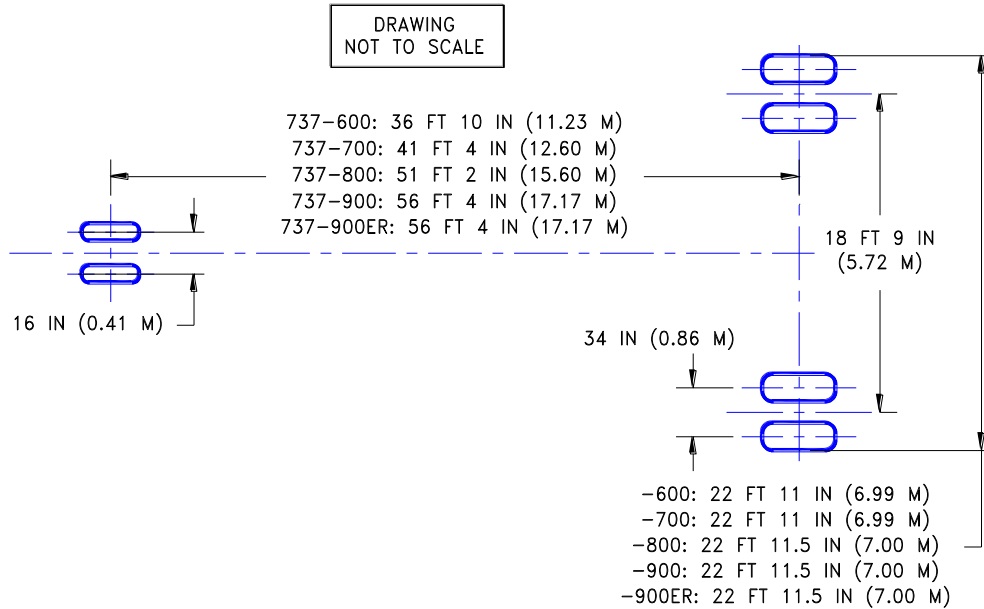 DRAWING
NOT TO SCALE
737-600: 36 FT 10 IN (11.23 M)
737-700: 41 FT 4 IN (12.60 M)
737-800: 51 FT 2 IN (15.60 M)
737-900: 56 FT 4 IN (17.17 M)
737-900ER: 56 FT 4 IN (17.17 M)
18 FT 9 IN
(5.72 M)
16 IN (0.41 M)
34 IN (0.86 M)
-600: 22 FT 11 IN (6.99 M)
-700: 22 FT 11 IN (6.99 M)
-800: 22 FT 11.5 IN (7.00 M)
-900: 22 FT 11.5 IN (7.00 M)
-900ER: 22 FT 11.5 IN (7.00 M)